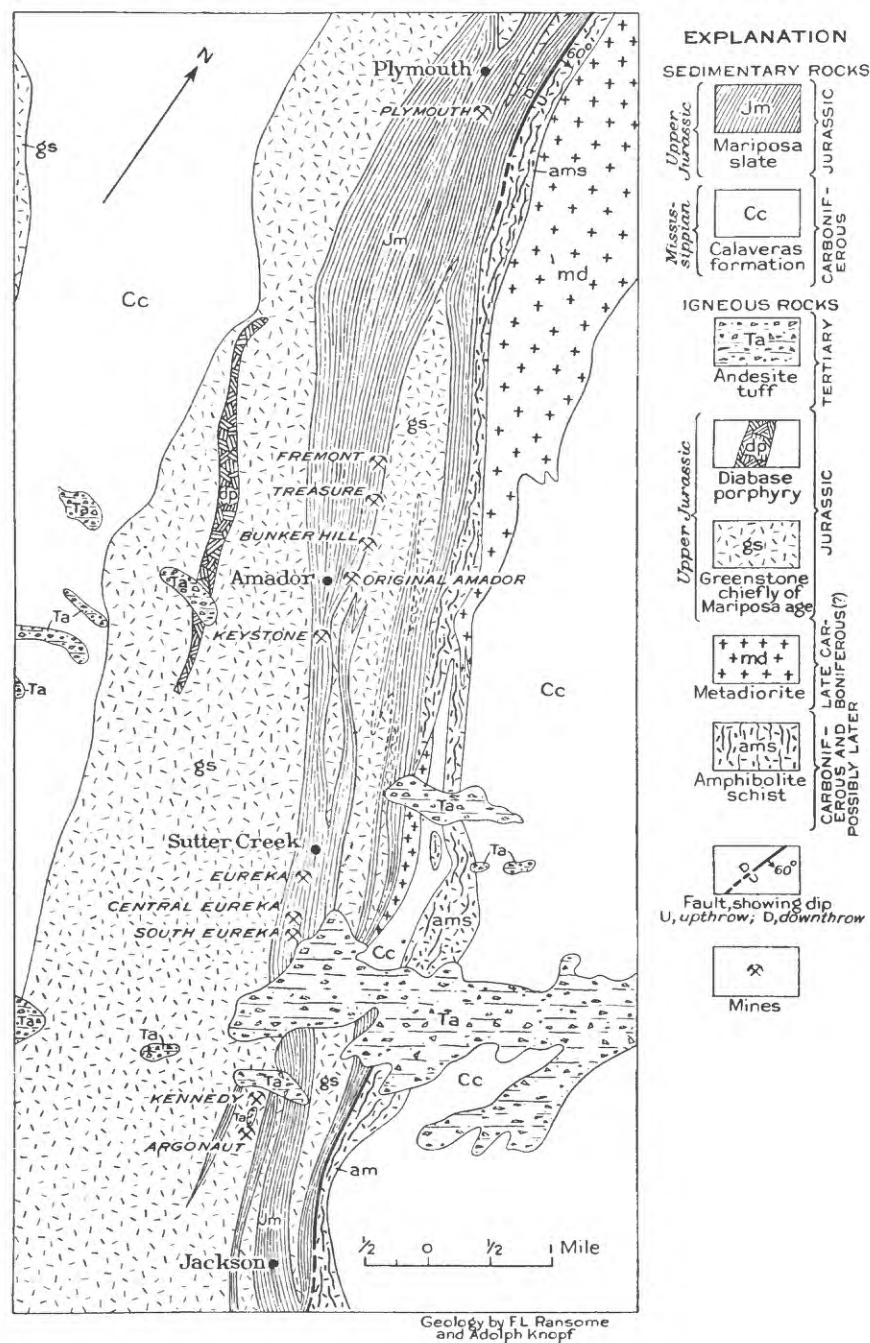 N
Plymouth
PLYMOUTH
60°
D
U
gs
ams
Jm
md
Cc
gs
dp
FREMONT
TREASURE
BUNKER HILL
Ta
Amador
ORIGINAL AMADOR
Ta
Ta
KEYSTONE
Ta
Cc
gs
Ta
Sutter Creek
EUREKA
Ta
CENTRAL EUREKA
ams
SOUTH EUREKA
Cc
Ta
Ta
Ta
Ta
gs
Cc
KENNEDY
Ta
ARGONAUT
am
Jm
Jackson
½ 0 ½ 1 Mile
Geology by F.L. Ransome
and Adolph Knopf
EXPLANATION
SEDIMENTARY ROCKS
Upper Jurassic
Jm
Mariposa
slate
JURASSIC
Missis-
sippian
Cc
Calaveras
formation
CARBONIF-
EROUS
IGNEOUS ROCKS
Ta
Andesite
tuff
TERTIARY
Upper Jurassic
dp
Diabase
porphyry
gs
Greenstone
chiefly of
Mariposa age
JURASSIC
md
Metadiorite
LATE CAR-
BONIFEROUS(?)
ams
Amphibolite
schist
CARBONIF-
EROUS AND
POSSIBLY LATER
D
U
60°
Fault, showing dip
U, upthrow; D, downthrow
Mines